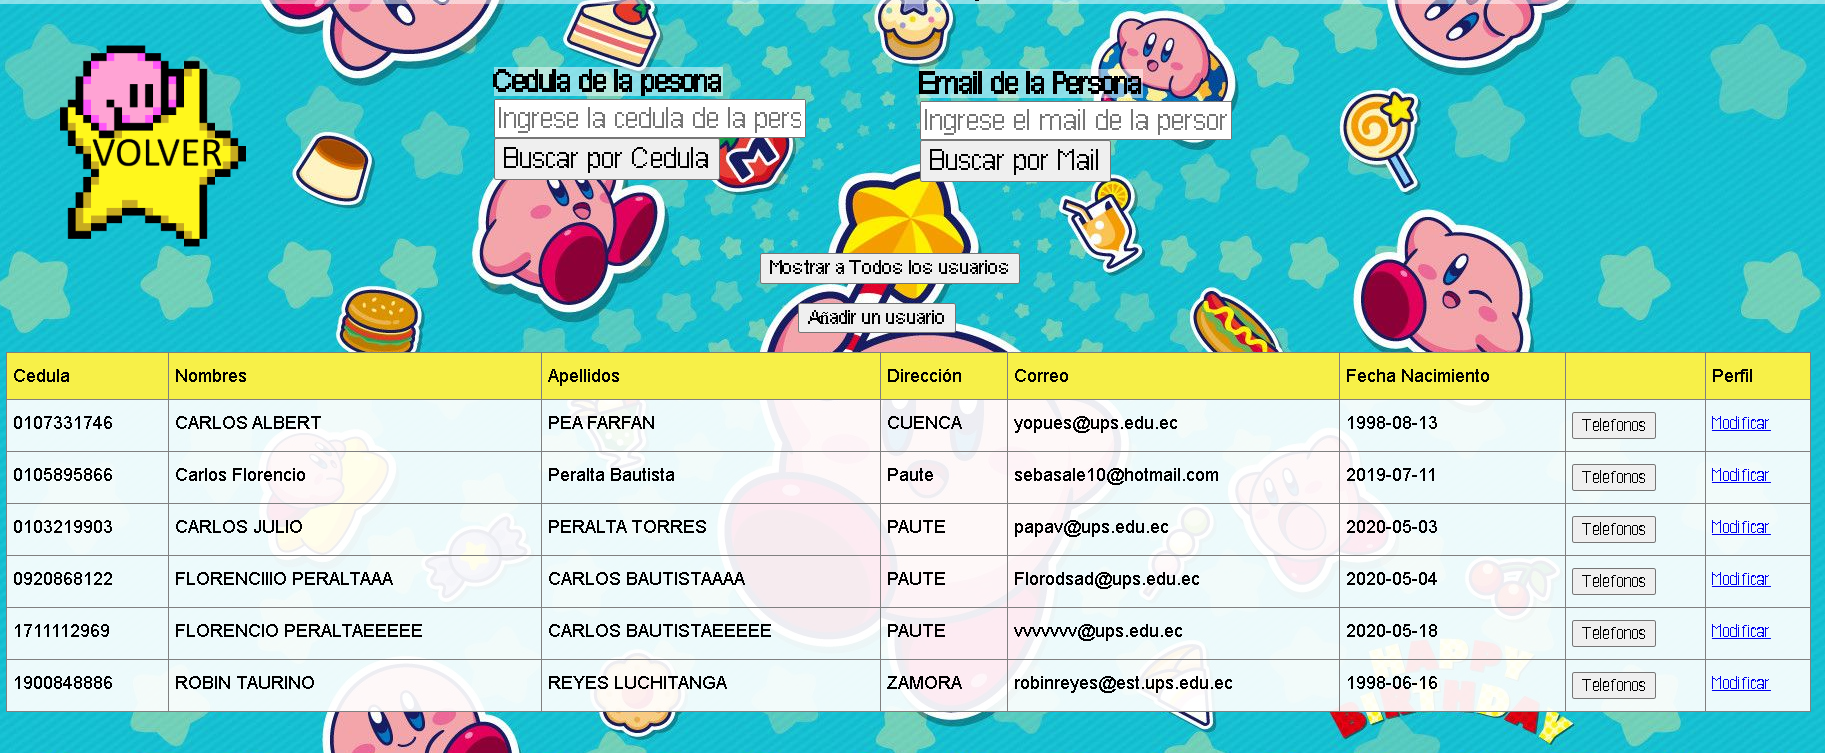 VOLVER
Cedula de la pesona
Ingrese la cedula de la pers
Buscar por Cedula
Email de la Persona
Ingrese el mail de la persor
Buscar por Mail
M
Mostrar a Todos los usuarios
Añadir un usuario
Cedula Nombres Apellidos Dirección Correo Fecha Nacimiento Perfil
0107331746 CARLOS ALBERT PEA FARFAN CUENCA yopues@ups.edu.ec 1998-08-13 Telefonos Modificar
0105895866 Carlos Florencio Peralta Bautista Paute sebasale10@hotmail.com 2019-07-11 Telefonos Modificar
0103219903 CARLOS JULIO PERALTA TORRES PAUTE papav@ups.edu.ec 2020-05-03 Telefonos Modificar
0920868122 FLORENCIIIO PERALTAAA CARLOS BAUTISTAAAA PAUTE Florodsad@ups.edu.ec 2020-05-04 Telefonos Modificar
1711112969 FLORENCIO PERALTAEEEEE CARLOS BAUTISTAEEEEE PAUTE vvvvvvv@ups.edu.ec 2020-05-18 Telefonos Modificar
1900848886 ROBIN TAURINO REYES LUCHITANGA ZAMORA robinreyes@est.ups.edu.ec 1998-06-16 Telefonos Modificar
HAPPY
BIRTHDAY